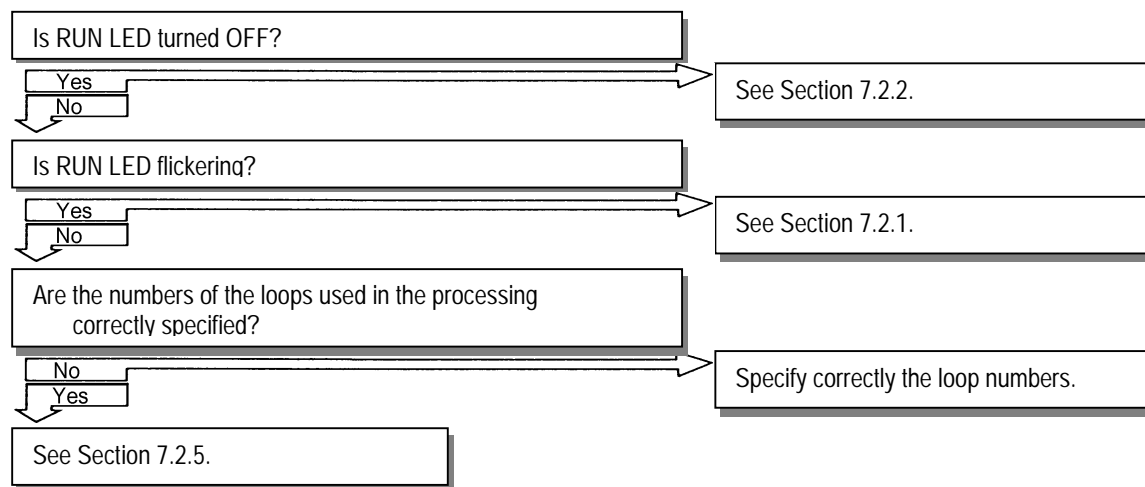 Is RUN LED turned OFF?
Yes
See Section 7.2.2.
No
Is RUN LED flickering?
Yes
See Section 7.2.1.
No
Are the numbers of the loops used in the processing
correctly specified?
No
Specify correctly the loop numbers.
Yes
See Section 7.2.5.